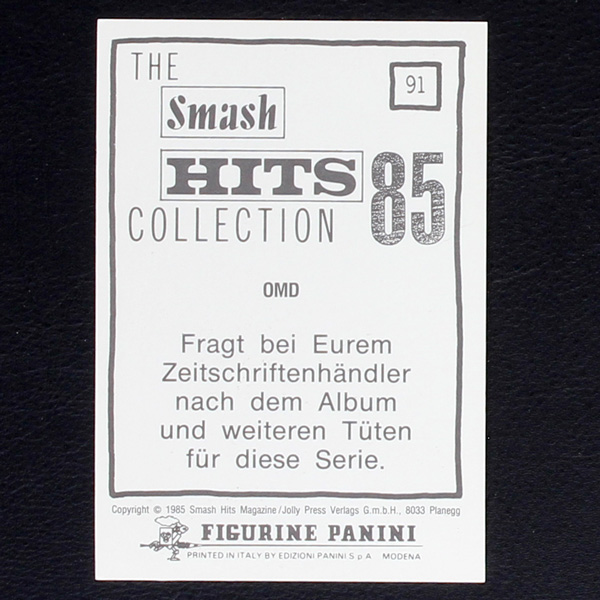 THE
91
Smash
HITS 85
COLLECTION
OMD
Fragt bei Eurem
Zeitschriftenhändler
nach dem Album
und weiteren Tüten
für diese Serie.
Copyright © 1985 Smash Hits Magazine/Jolly Press Verlags G.m.b.H., 8033 Planegg
FIGURINE PANINI
PRINTED IN ITALY BY EDIZIONI PANINI S.p.A. MODENA